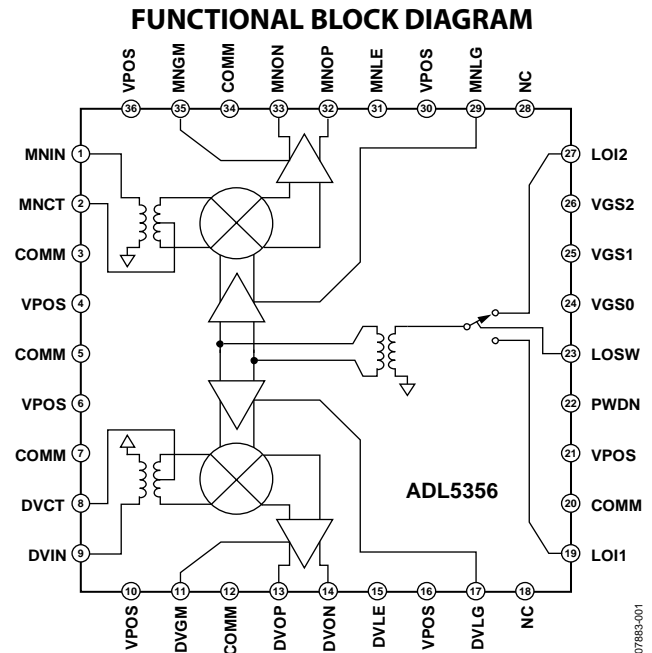 FUNCTIONAL BLOCK DIAGRAM
VPOS
MNGM
COMM
MNON
MNOP
MNLE
VPOS
MNLG
NC
36
35
34
33
32
31
30
29
28
MNIN 1
MNCT 2
COMM 3
VPOS 4
COMM 5
VPOS 6
COMM 7
DVCT 8
DVIN 9
27 LOI2
26 VGS2
25 VGS1
24 VGS0
23 LOSW
22 PWDN
21 VPOS
20 COMM
19 LOI1
ADL5356
10
11
12
13
14
15
16
17
18
VPOS
DVGM
COMM
DVOP
DVON
DVLE
VPOS
DVLG
NC
07883-001